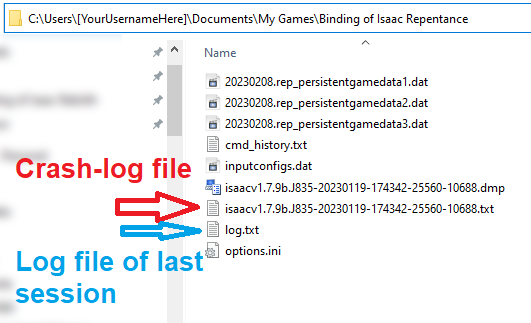 C:\Users\[YourUsernameHere]\Documents\My Games\Binding of Isaac Repentance
Name
20230208.rep_persistentgamedata1.dat
20230208.rep_persistentgamedata2.dat
20230208.rep_persistentgamedata3.dat
cmd_history.txt
inputconfigs.dat
Crash-log file
isaacv1.7.9b.J835-20230119-174342-25560-10688.dmp
isaacv1.7.9b.J835-20230119-174342-25560-10688.txt
log.txt
options.ini
Log file of last
session